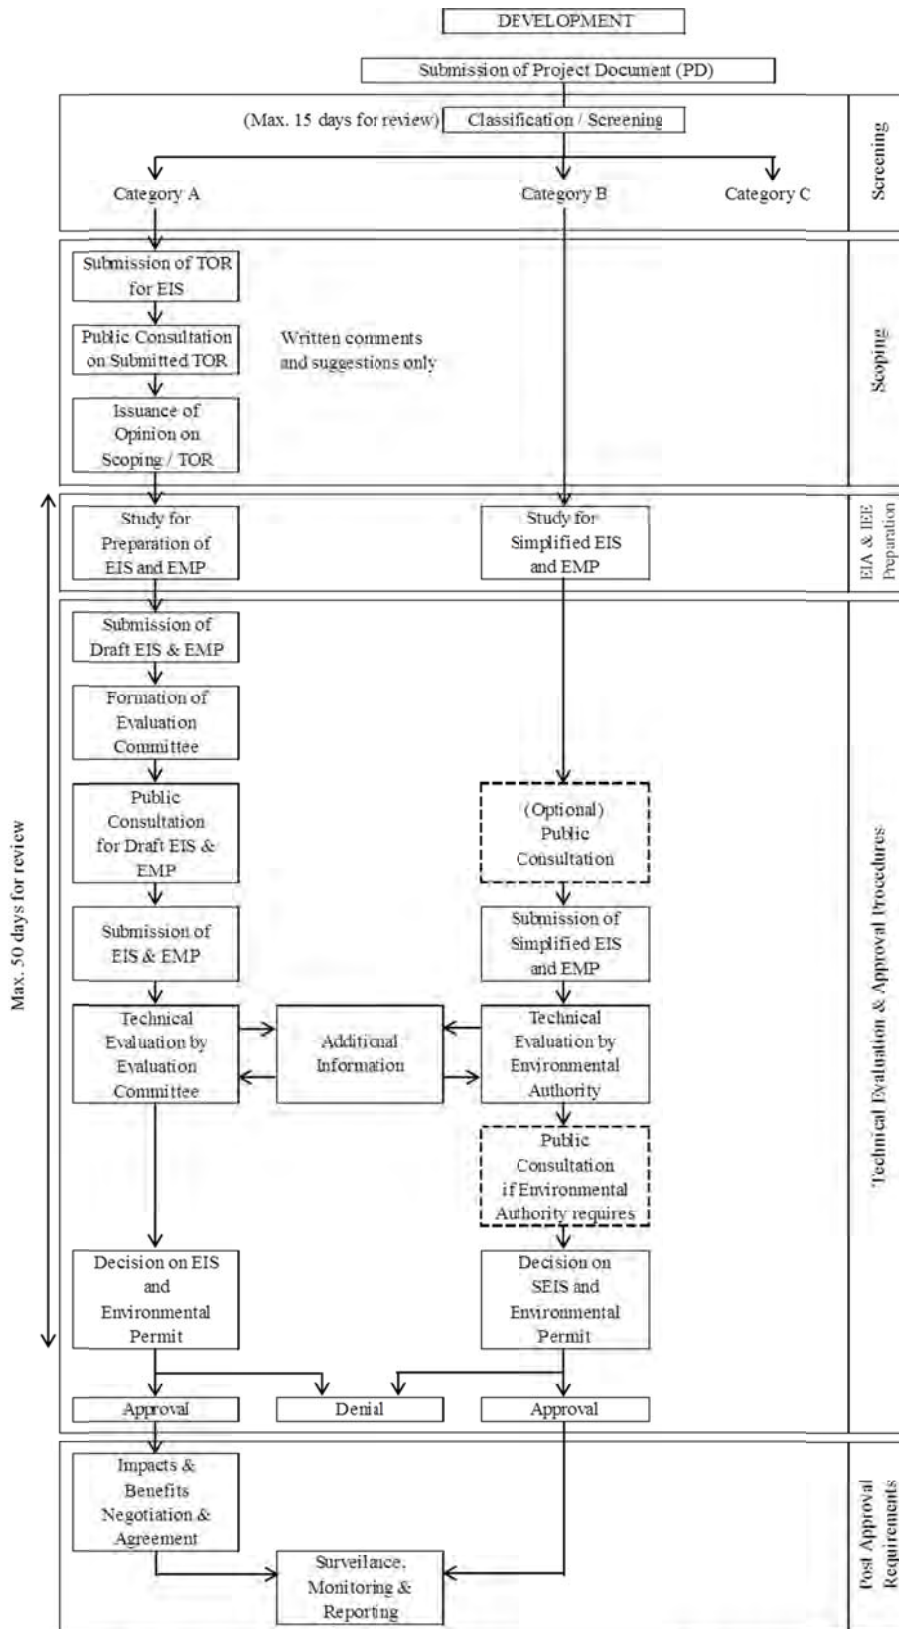 DEVELOPMENT
Submission of Project Document (PD)
(Max. 15 days for review)
Classification / Screening
Category A
Category B
Category C
Screening
Submission of TOR
for EIS
Public Consultation
on Submitted TOR
Written comments
and suggestions only
Issuance of
Opinion on
Scoping / TOR
Scoping
Study for
Preparation of
EIS and EMP
Study for
Simplified EIS
and EMP
EIA & IEE
Preparation
Max. 50 days for review
Submission of
Draft EIS & EMP
Formation of
Evaluation
Committee
Public
Consultation
for Draft EIS &
EMP
(Optional)
Public
Consultation
Submission of
EIS & EMP
Submission of
Simplified EIS
and EMP
Technical
Evaluation by
Evaluation
Committee
Additional
Information
Technical
Evaluation by
Environmental
Authority
Public
Consultation
if Environmental
Authority requires
Decision on EIS
and
Environmental
Permit
Decision on
SEIS and
Environmental
Permit
Approval
Denial
Approval
Technical Evaluation & Approval Procedures
Impacts &
Benefits
Negotiation &
Agreement
Surveilance,
Monitoring &
Reporting
Post Approval
Requirements